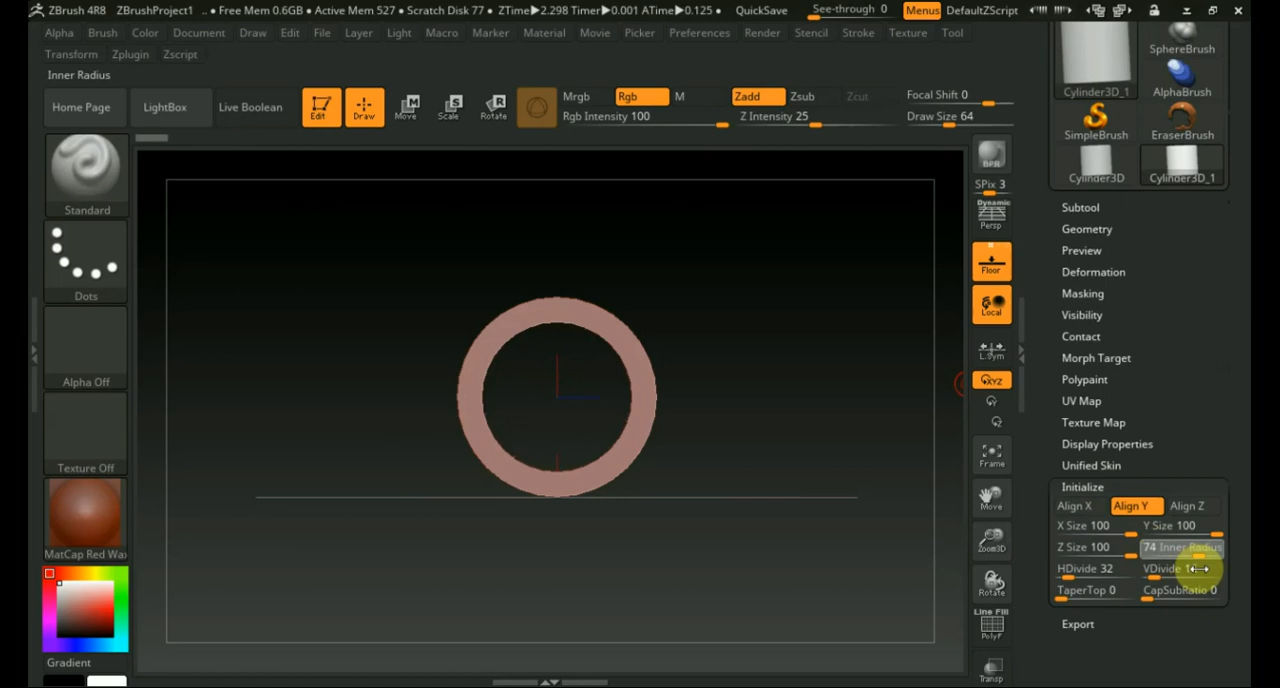 ZBrush 4R8 ZBrushProject1 .. • Free Mem 0.6GB • Active Mem 527 • Scratch Disk 77 • ZTime▶2.298 Timer▶0.001 ATime▶0.125 • QuickSave See-through 0 Menus DefaultZScript
Alpha Brush Color Document Draw Edit File Layer Light Macro Marker Material Movie Picker Preferences Render Stencil Stroke Texture Tool
Transform Zplugin Zscript
Inner Radius
Home Page LightBox Live Boolean Edit Draw Move Scale Rotate
Mrgb Rgb M Zadd Zsub Zcut Focal Shift 0
Rgb Intensity 100 Z Intensity 25 Draw Size 64
Standard
Dots
Alpha Off
Texture Off
MatCap Red Wax
Gradient
BPR
SPix 3
Dynamic
Persp
Floor
Local
L.Sym
XYZ
Y
Z
Frame
Move
Zoom3D
Rotate
Line Fill
PolyF
Transp
SphereBrush
Cylinder3D_1 AlphaBrush
SimpleBrush EraserBrush
Cylinder3D Cylinder3D_1
Subtool
Geometry
Preview
Deformation
Masking
Visibility
Contact
Morph Target
Polypaint
UV Map
Texture Map
Display Properties
Unified Skin
Initialize
Align X Align Y Align Z
X Size 100 Y Size 100
Z Size 100 74 Inner Radius
HDivide 32 VDivide
TaperTop 0 CapSubRatio 0
Export